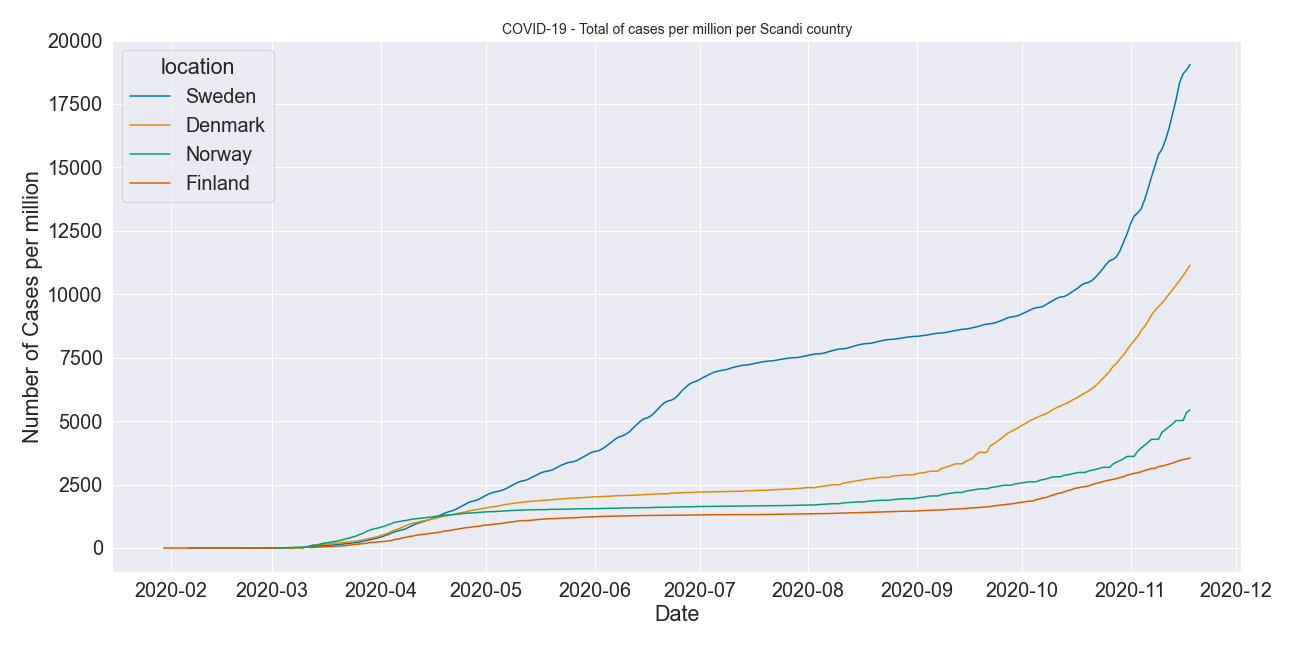 COVID-19 - Total of cases per million per Scandi country
20000
17500
15000
12500
10000
7500
5000
2500
0
Number of Cases per million
location
Sweden
Denmark
Norway
Finland
2020-02 2020-03 2020-04 2020-05 2020-06 2020-07 2020-08 2020-09 2020-10 2020-11 2020-12
Date